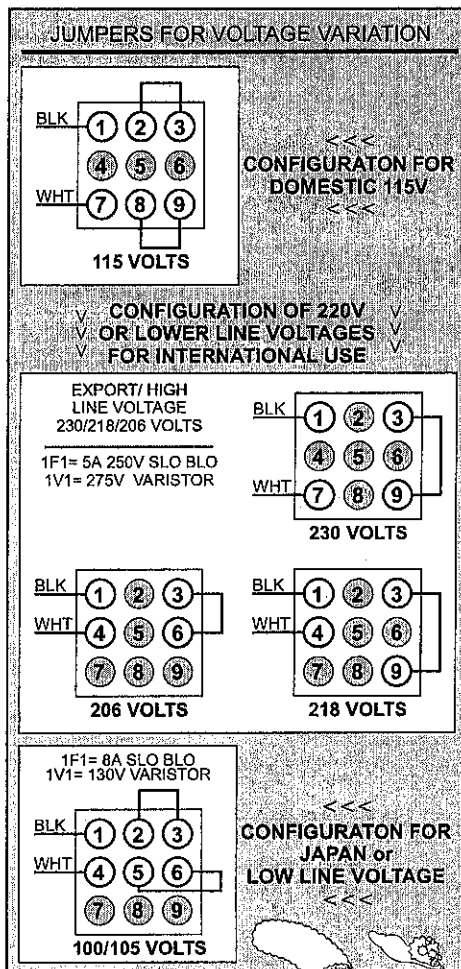 JUMPERS FOR VOLTAGE VARIATION
BLK
1 2 3
4 5 6
WHT
7 8 9
115 VOLTS
<<<
CONFIGURATON FOR
DOMESTIC 115V
<<<
V CONFIGURATION OF 220V V
V OR LOWER LINE VOLTAGES V
V FOR INTERNATIONAL USE V
EXPORT/ HIGH
LINE VOLTAGE
230/218/206 VOLTS
1F1= 5A 250V SLO BLO
1V1= 275V VARISTOR
BLK
1 2 3
4 5 6
WHT
7 8 9
230 VOLTS
BLK
1 2 3
WHT
4 5 6
7 8 9
206 VOLTS
BLK
1 2 3
WHT
4 5 6
7 8 9
218 VOLTS
1F1= 8A SLO BLO
1V1= 130V VARISTOR
BLK
1 2 3
WHT
4 5 6
7 8 9
100/105 VOLTS
<<<
CONFIGURATON FOR
JAPAN or
LOW LINE VOLTAGE
<<<